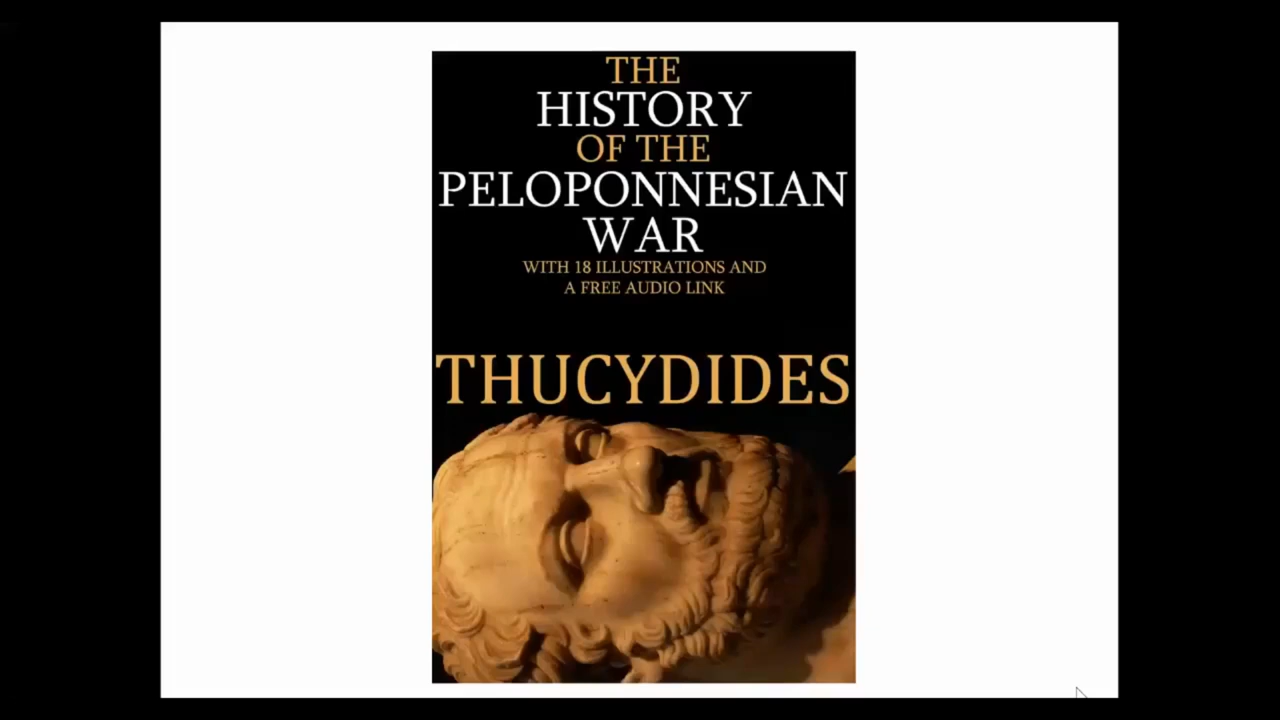 THE
HISTORY
OF THE
PELOPONNESIAN
WAR
WITH 18 ILLUSTRATIONS AND
A FREE AUDIO LINK
THUCYDIDES